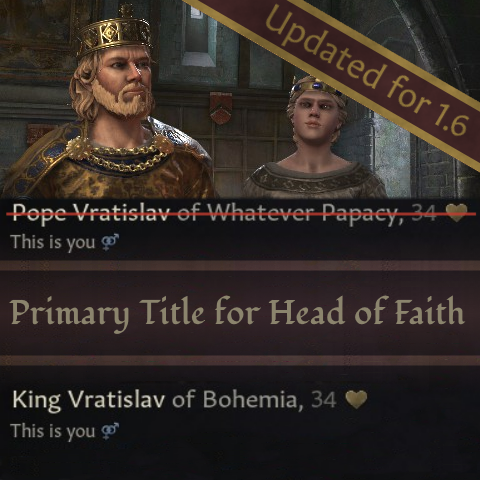 Updated for 1.6
Pope Vratislav of Whatever Papacy, 34
This is you
Primary Title for Head of Faith
King Vratislav of Bohemia, 34
This is you